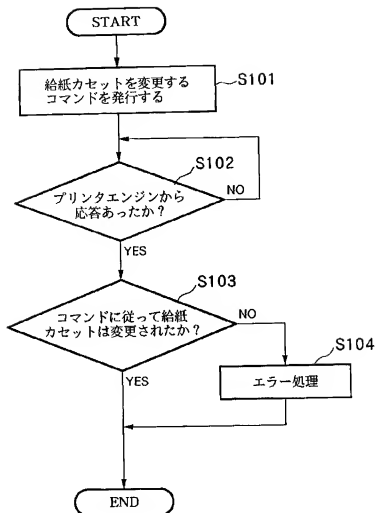 START
給紙カセットを変更する
コマンドを発行する
S101
プリンタエンジンから
応答あったか？
S102
NO
YES
コマンドに従って給紙
カセットは変更されたか？
S103
NO
YES
エラー処理
S104
END